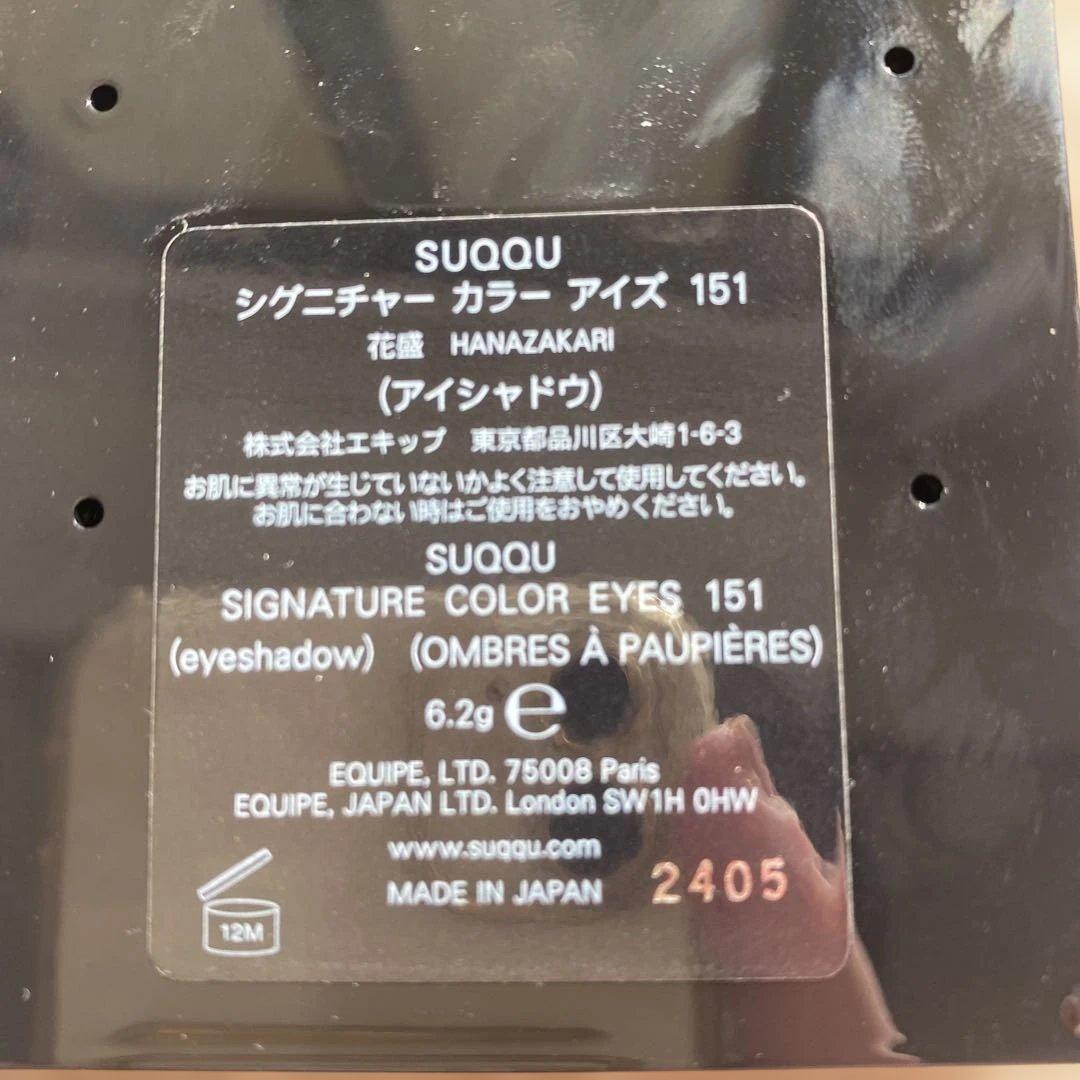 SUQQU
シグニチャー カラー アイズ 151
花盛 HANAZAKARI
(アイシャドウ)
株式会社エキップ 東京都品川区大崎1-6-3
お肌に異常が生じていないかよく注意して使用してください。
お肌に合わない時はご使用をおやめください。
SUQQU
SIGNATURE COLOR EYES 151
(eyeshadow) (OMBRES À PAUPIÈRES)
6.2g ℮
EQUIPE, LTD. 75008 Paris
EQUIPE, JAPAN LTD. London SW1H 0HW
www.suqqu.com
MADE IN JAPAN 2405
12M